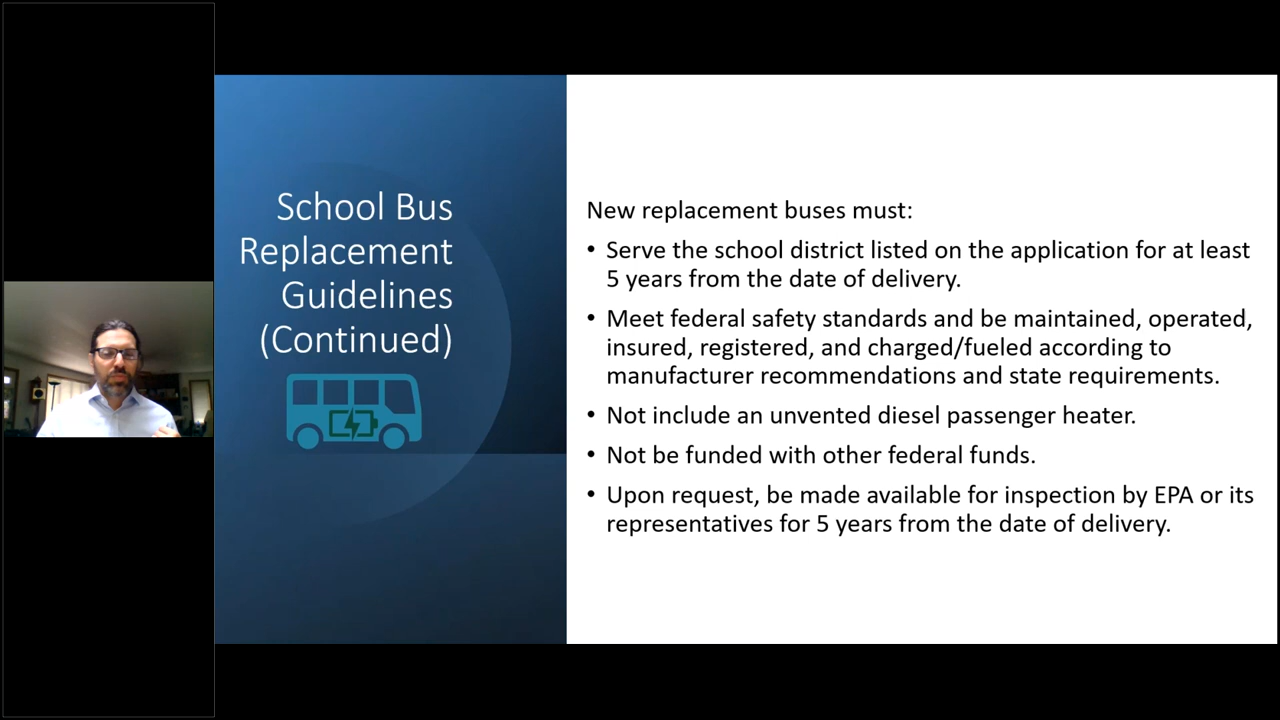 School Bus
Replacement
Guidelines
(Continued)
New replacement buses must:
• Serve the school district listed on the application for at least
5 years from the date of delivery.
• Meet federal safety standards and be maintained, operated,
insured, registered, and charged/fueled according to
manufacturer recommendations and state requirements.
• Not include an unvented diesel passenger heater.
• Not be funded with other federal funds.
• Upon request, be made available for inspection by EPA or its
representatives for 5 years from the date of delivery.